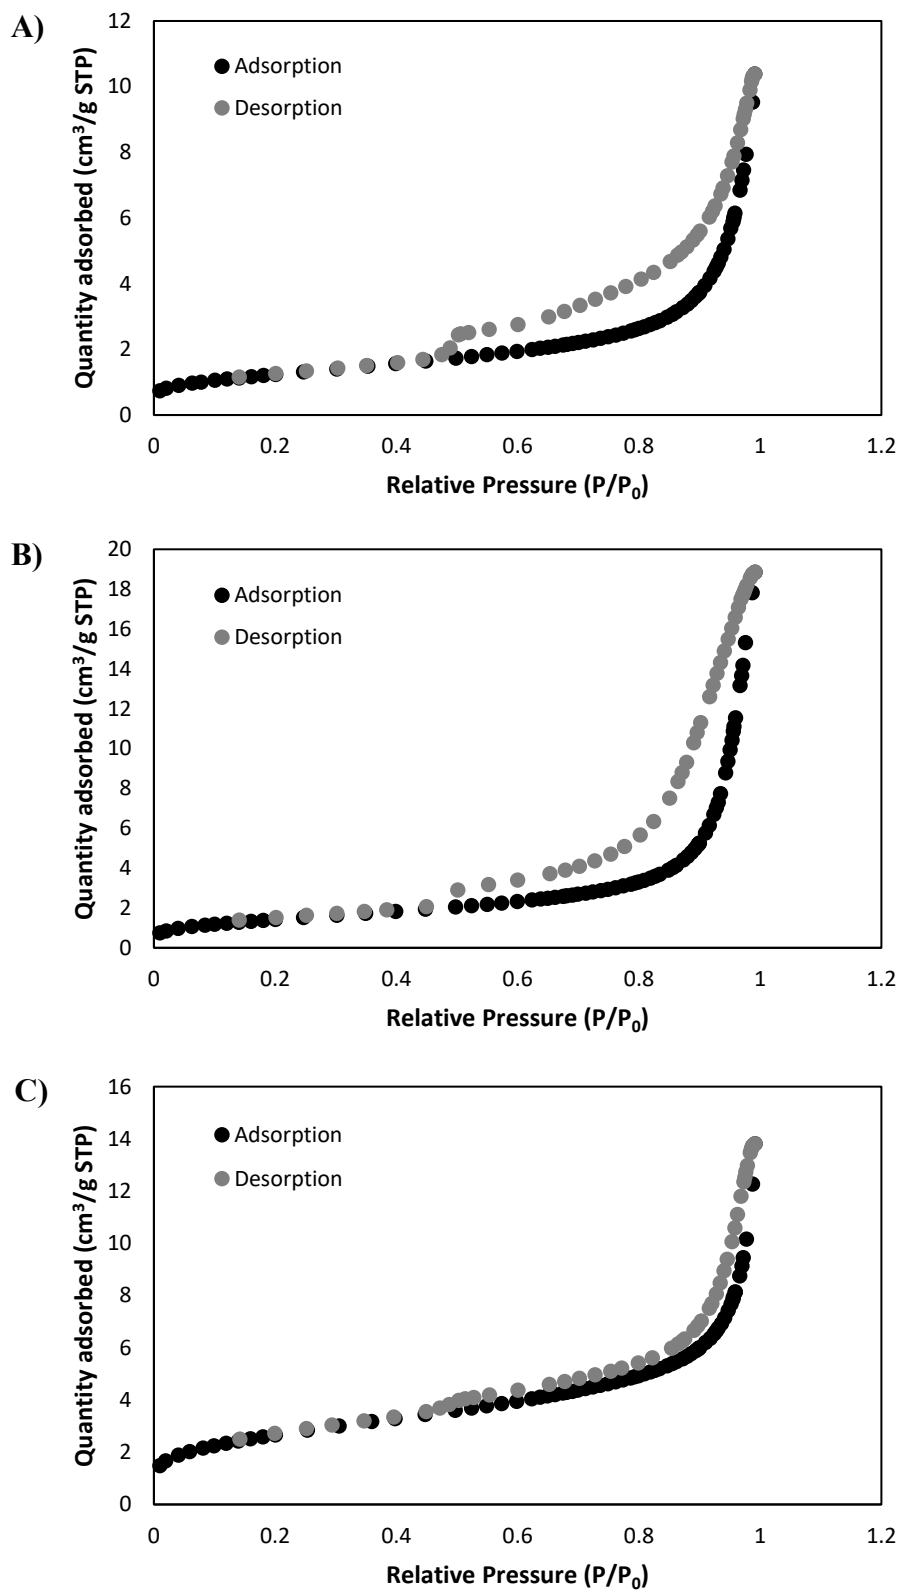 A)
12
10
8
6
4
2
0
Quantity adsorbed (cm³/g STP)
Adsorption
Desorption
0 0.2 0.4 0.6 0.8 1 1.2
Relative Pressure (P/P₀)
B)
20
18
16
14
12
10
8
6
4
2
0
Quantity adsorbed (cm³/g STP)
Adsorption
Desorption
0 0.2 0.4 0.6 0.8 1 1.2
Relative Pressure (P/P₀)
C)
16
14
12
10
8
6
4
2
0
Quantity adsorbed (cm³/g STP)
Adsorption
Desorption
0 0.2 0.4 0.6 0.8 1 1.2
Relative Pressure (P/P₀)